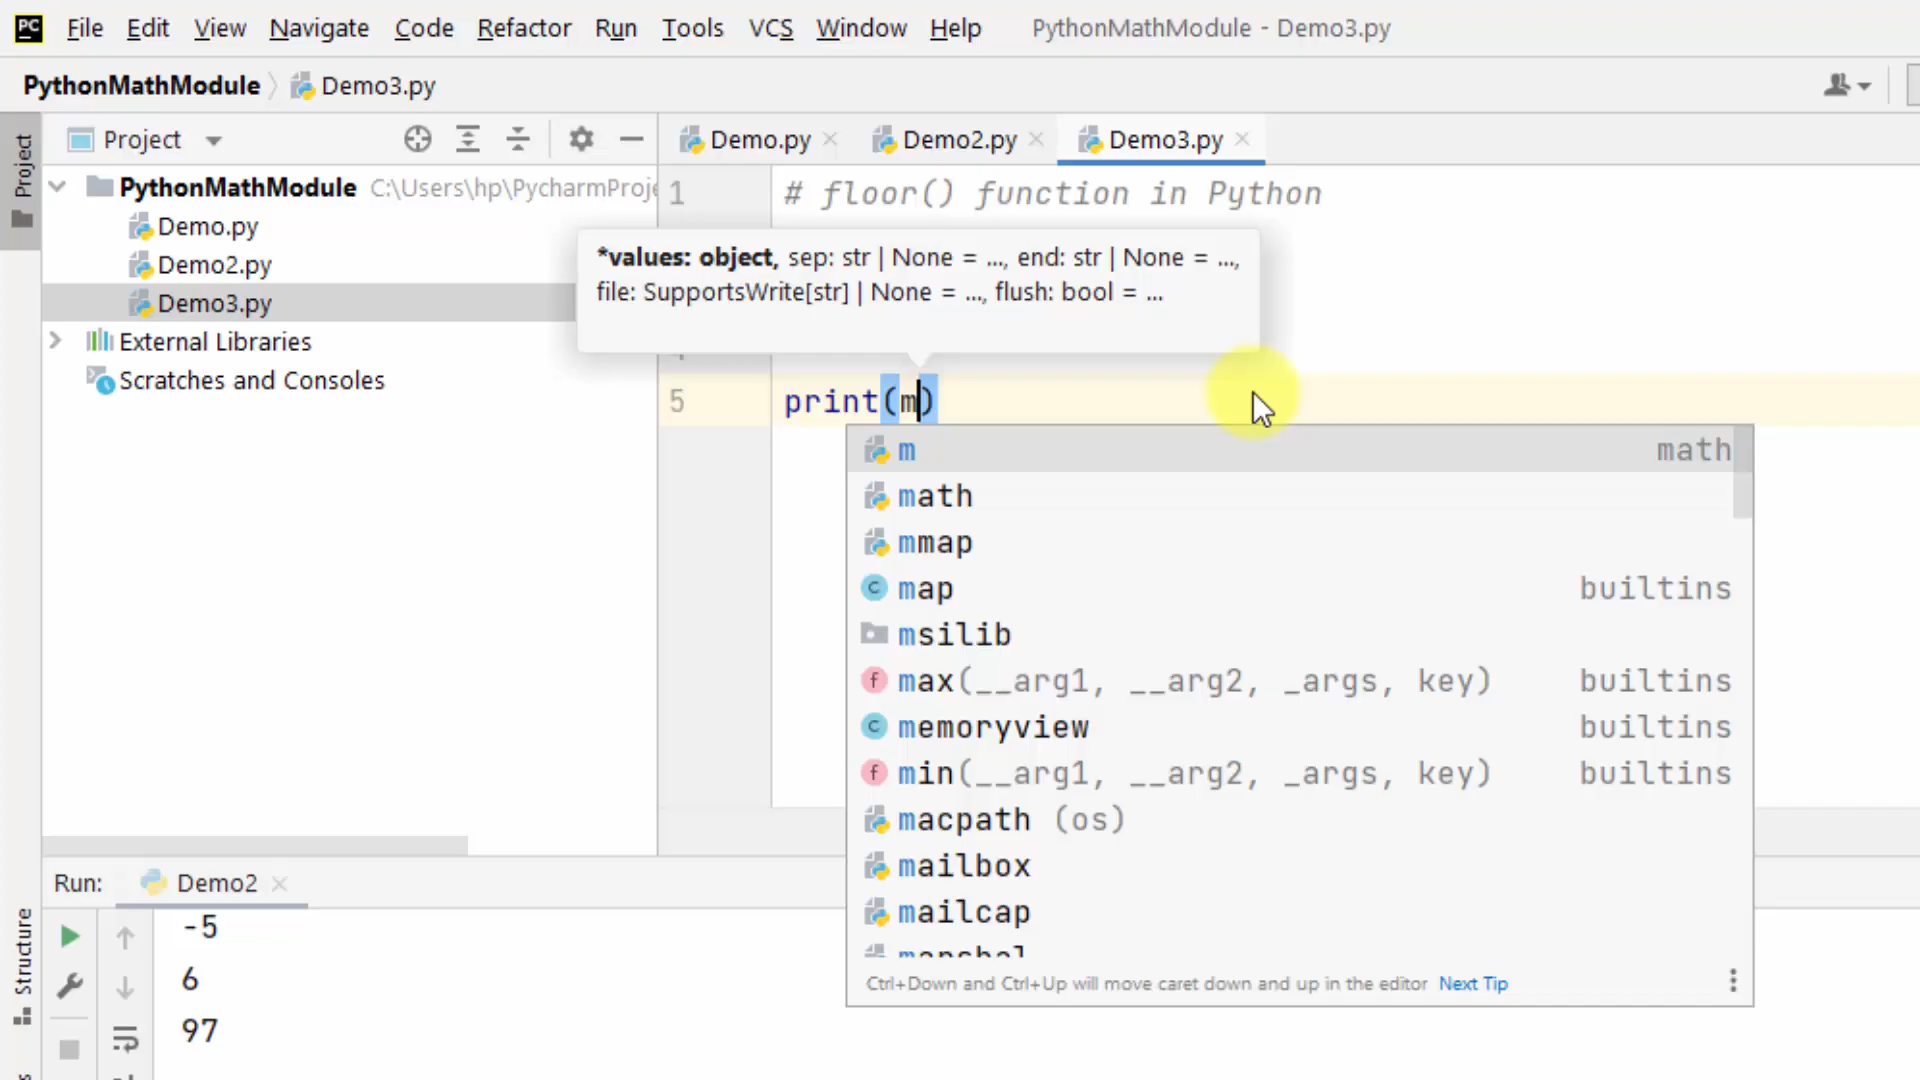 PC File Edit View Navigate Code Refactor Run Tools VCS Window Help PythonMathModule - Demo3.py
PythonMathModule Demo3.py
Project
Project
PythonMathModule C:\Users\hp\PycharmProje
Demo.py
Demo2.py
Demo3.py
External Libraries
Scratches and Consoles
Demo.py Demo2.py Demo3.py
1 # floor() function in Python
*values: object, sep: str | None = ..., end: str | None = ...,
file: SupportsWrite[str] | None = ..., flush: bool = ...
5 print(m)
m math
math
mmap
map builtins
msilib
max(__arg1, __arg2, _args, key) builtins
memoryview builtins
min(__arg1, __arg2, _args, key) builtins
macpath (os)
mailbox
mailcap
Ctrl+Down and Ctrl+Up will move caret down and up in the editor Next Tip
Run: Demo2
-5
6
97
Structure